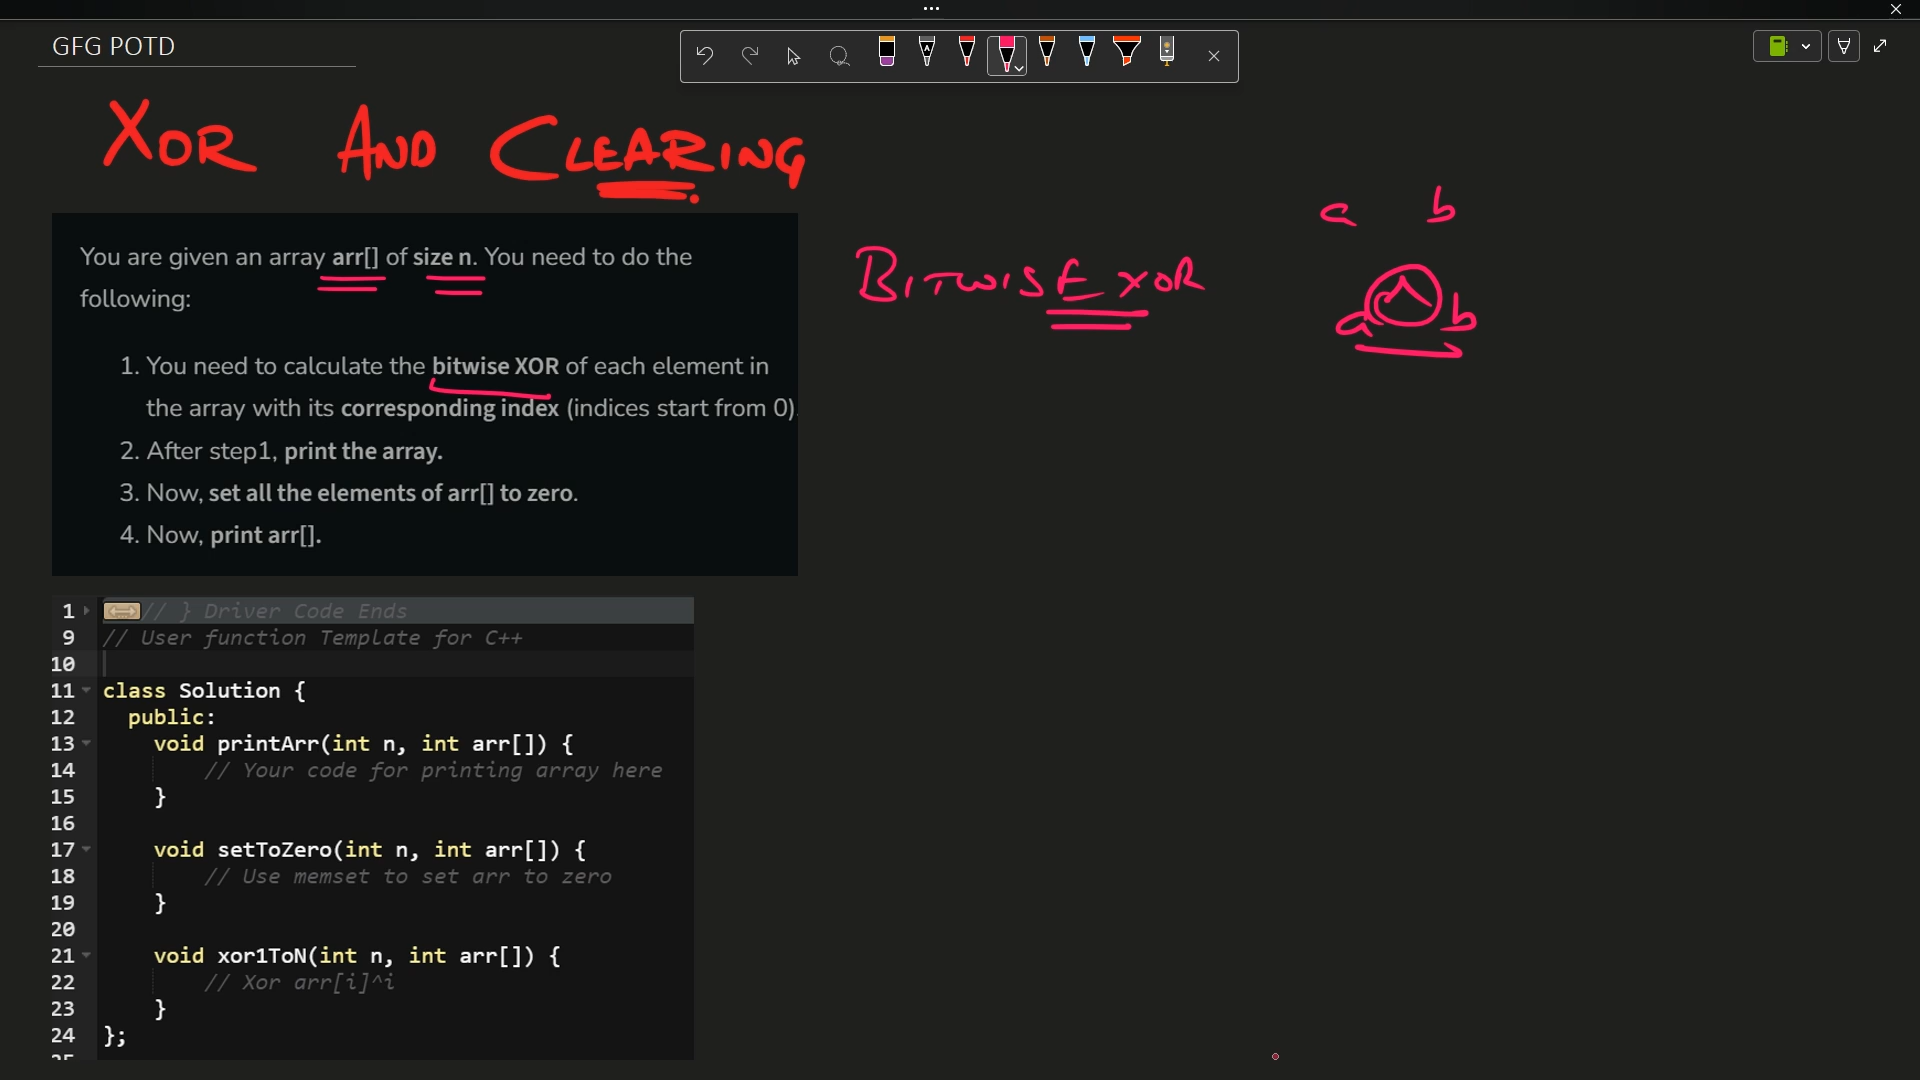 GFG POTD
XOR AND CLEARING
You are given an array arr[] of size n. You need to do the
following:
1. You need to calculate the bitwise XOR of each element in
the array with its corresponding index (indices start from 0).
2. After step1, print the array.
3. Now, set all the elements of arr[] to zero.
4. Now, print arr[].
BITWISE XOR
a b
a^b
1 // } Driver Code Ends
9 // User function Template for C++
10
11 class Solution {
12 public:
13 void printArr(int n, int arr[]) {
14 // Your code for printing array here
15 }
16
17 void setToZero(int n, int arr[]) {
18 // Use memset to set arr to zero
19 }
20
21 void xor1ToN(int n, int arr[]) {
22 // Xor arr[i]^i
23 }
24 };